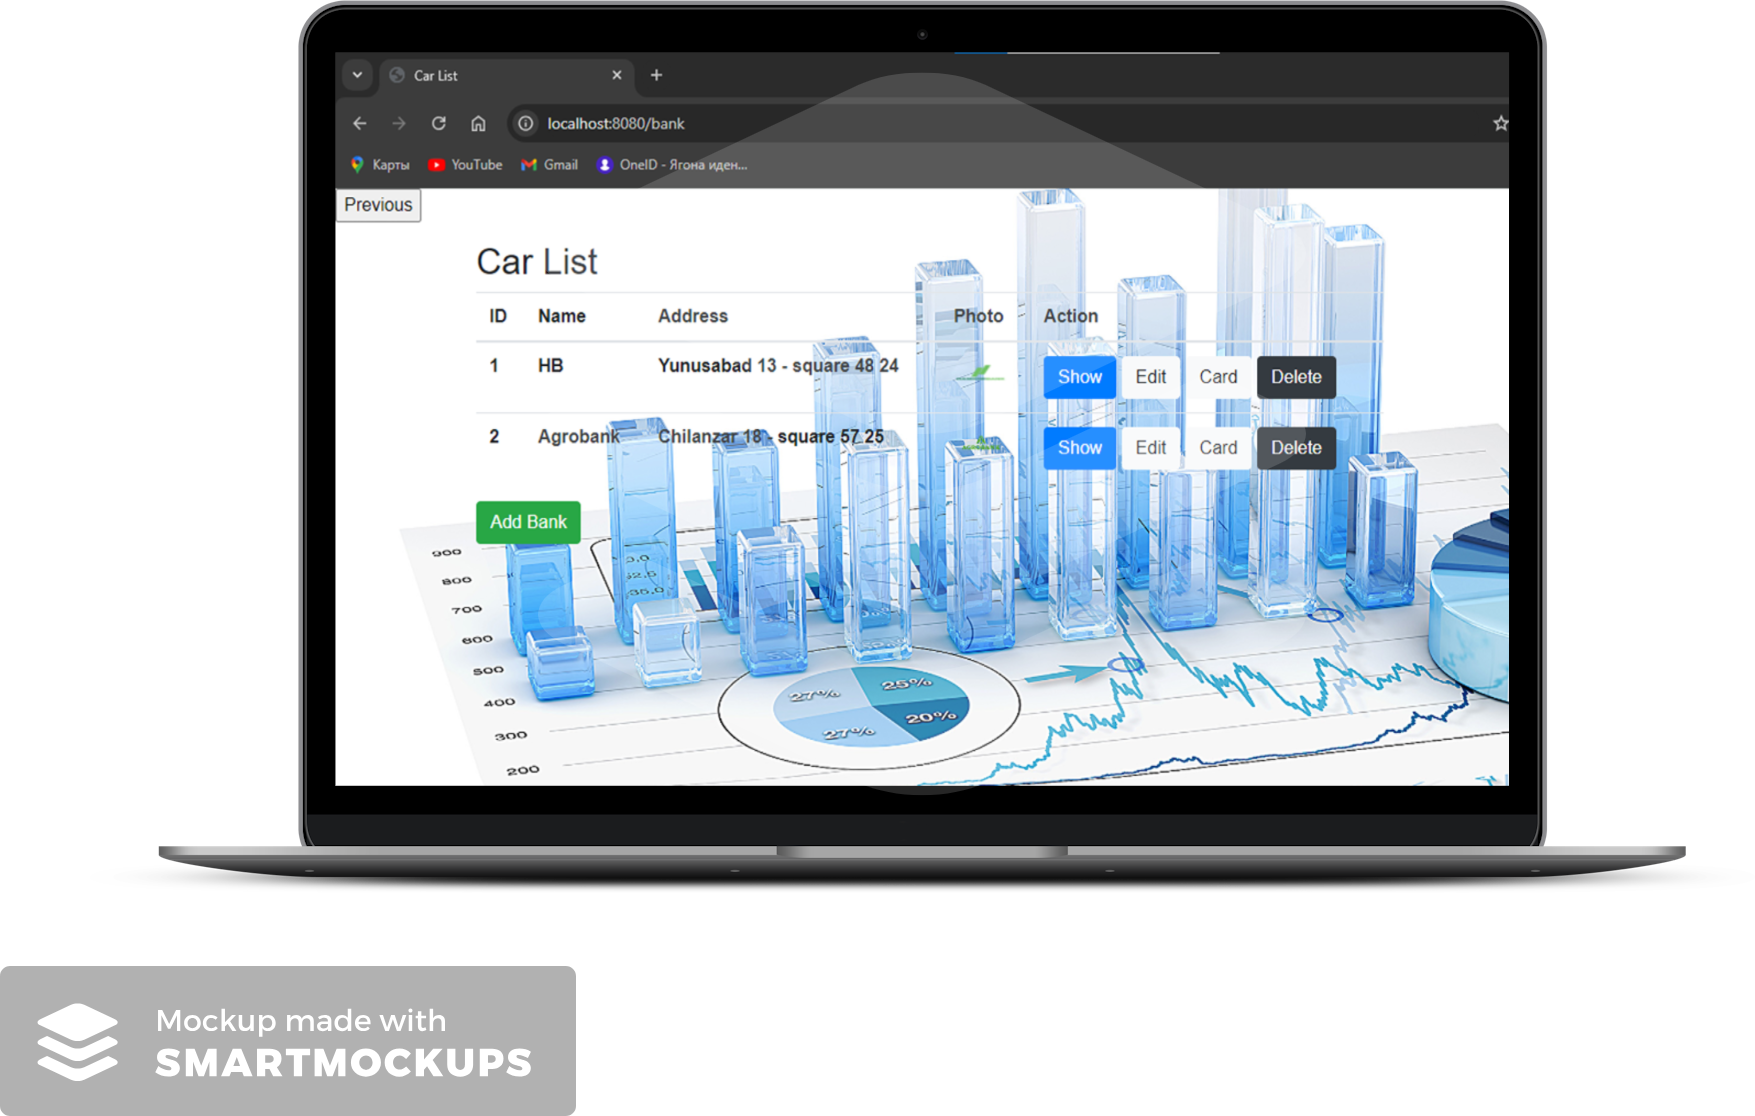 Car List
localhost:8080/bank
Карты YouTube Gmail OneID - Ягона иден...
Previous
Car List
ID Name Address Photo Action
1 HB Yunusabad 13 - square 48 24 Show Edit Card Delete
2 Agrobank Chilanzar 18 - square 57 25 Show Edit Card Delete
Add Bank
900
800
700
600
500
400
300
200
27% 25%
27% 20%
Mockup made with
SMARTMOCKUPS